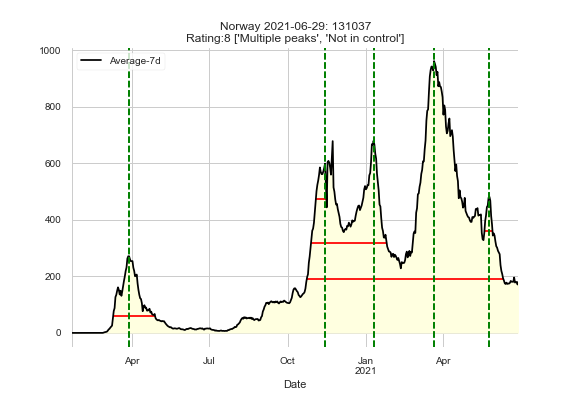 Norway 2021-06-29: 131037
Rating:8 ['Multiple peaks', 'Not in control']
1000
Average-7d
800
600
400
200
0
Apr
Jul
Oct
Jan
2021
Apr
Date